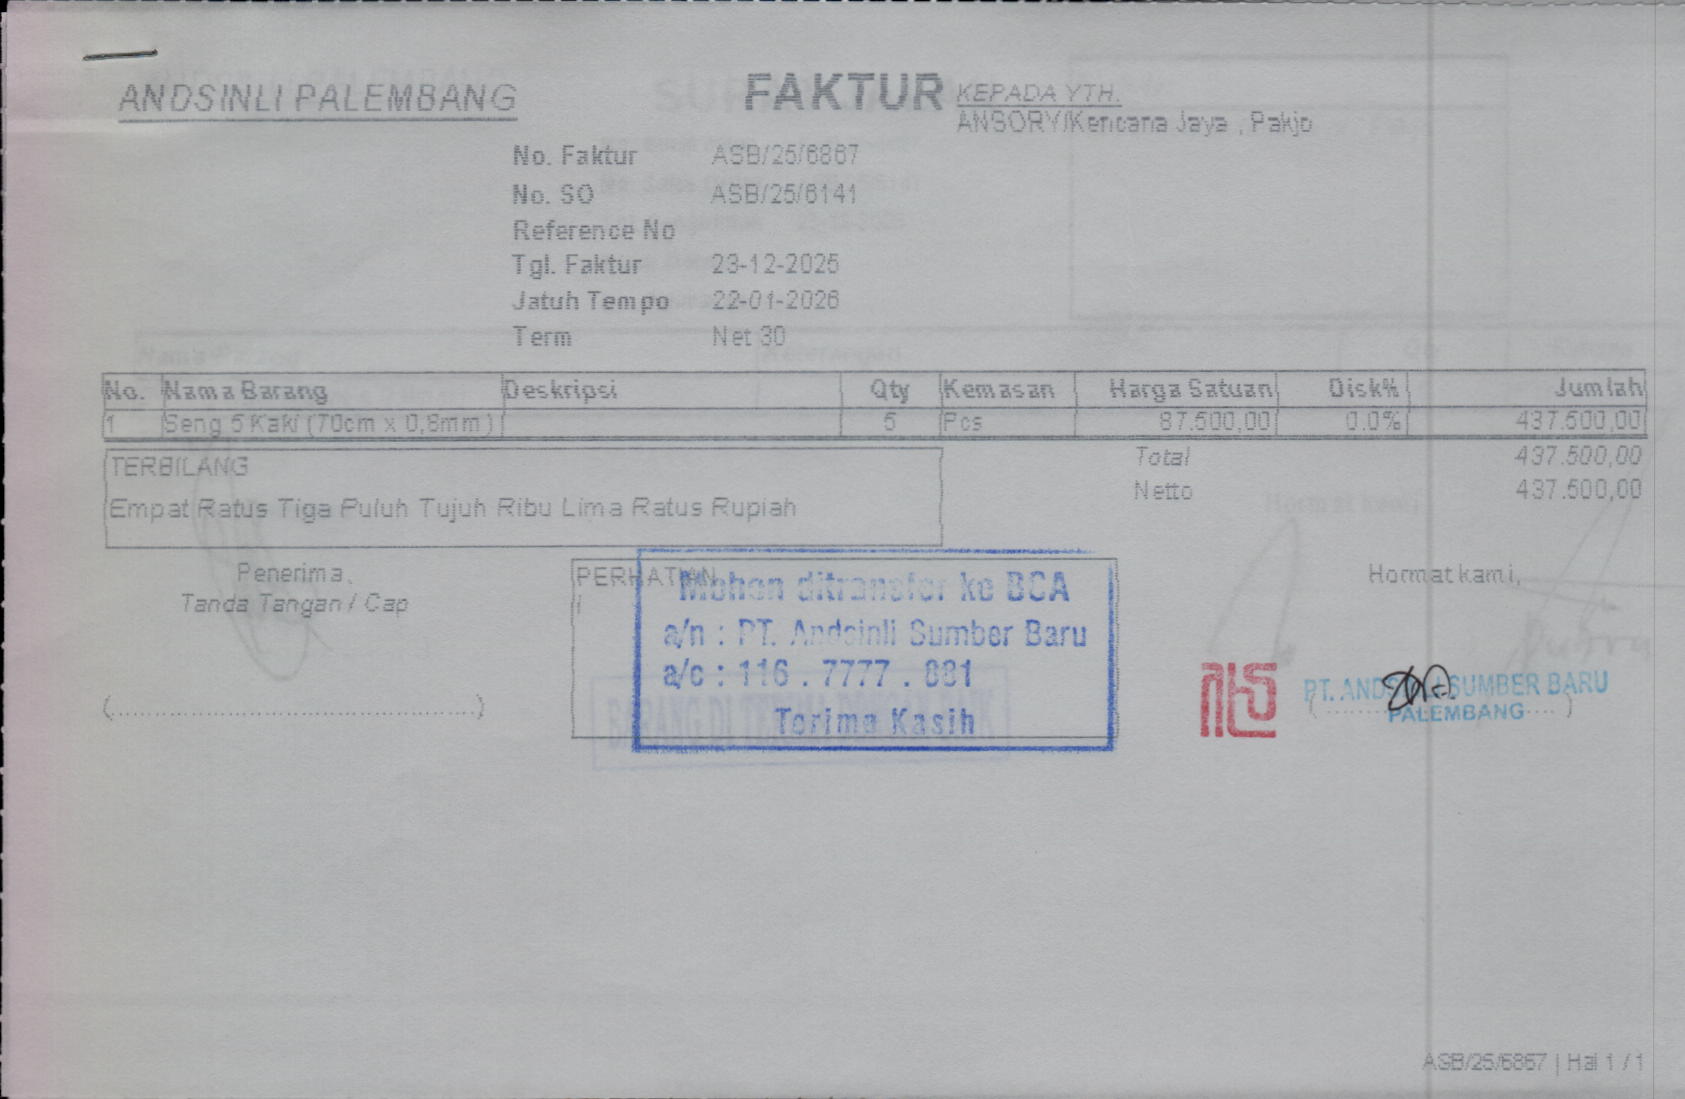 ANDSINLI PALEMBANG
FAKTUR
KEPADA YTH.
ANSORY/Kencana Jaya , Pakjo
No. Faktur ASB/25/6867
No. SO ASB/25/6141
Reference No
Tgl. Faktur 23-12-2025
Jatuh Tempo 22-01-2026
Term Net 30
No. Nama Barang Deskripsi Qty Kemasan Harga Satuan Disk% Jumlah
1 Seng 5 Kaki (70cm x 0,8mm) 5 Pcs 87.500,00 0.0% 437.500,00
TERBILANG
Empat Ratus Tiga Puluh Tujuh Ribu Lima Ratus Rupiah
Total 437.500,00
Netto 437.500,00
Penerima,
Tanda Tangan / Cap
(................................................)
PERHATIAN
Mohon ditransfer ke BCA
a/n : PT. Andsinli Sumber Baru
a/c : 116 . 7777 . 881
Terima Kasih
Hormat kami,
PT. ANDSINLI SUMBER BARU
PALEMBANG
ASB/25/6867 | Hal 1 / 1